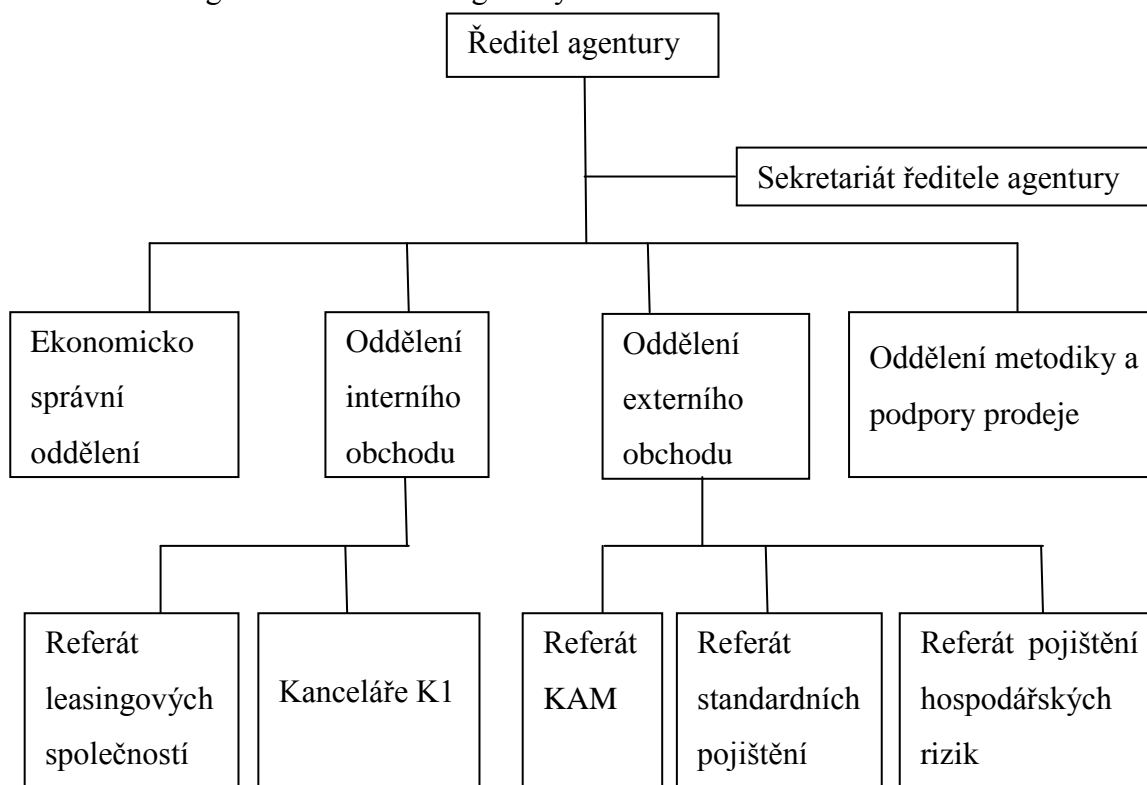 Ředitel agentury
Sekretariát ředitele agentury
Ekonomicko
správní
oddělení
Oddělení
interního
obchodu
Oddělení
externího
obchodu
Oddělení metodiky a
podpory prodeje
Referát
leasingových
společností
Kanceláře K1
Referát
KAM
Referát
standardních
pojištění
Referát pojištění
hospodářských
rizik